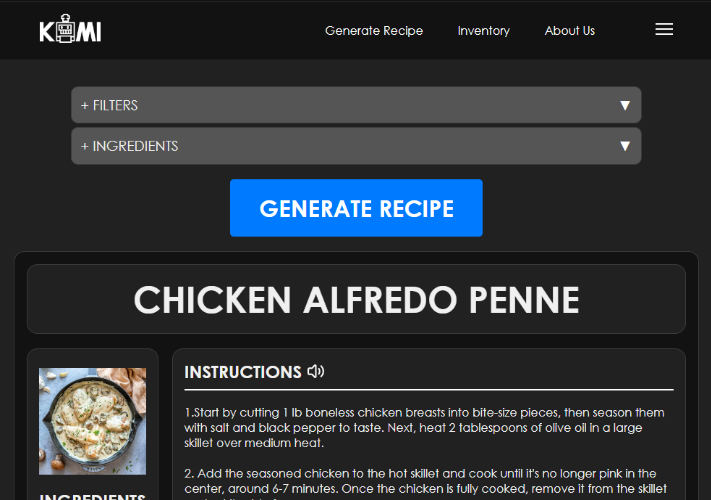 KOMI
Generate Recipe
Inventory
About Us
+ FILTERS
+ INGREDIENTS
GENERATE RECIPE
CHICKEN ALFREDO PENNE
INGREDIENTS
INSTRUCTIONS
1.Start by cutting 1 lb boneless chicken breasts into bite-size pieces, then season them
with salt and black pepper to taste. Next, heat 2 tablespoons of olive oil in a large
skillet over medium heat.
2. Add the seasoned chicken to the hot skillet and cook until it's no longer pink in the
center, around 6-7 minutes. Once the chicken is fully cooked, remove it from the skillet